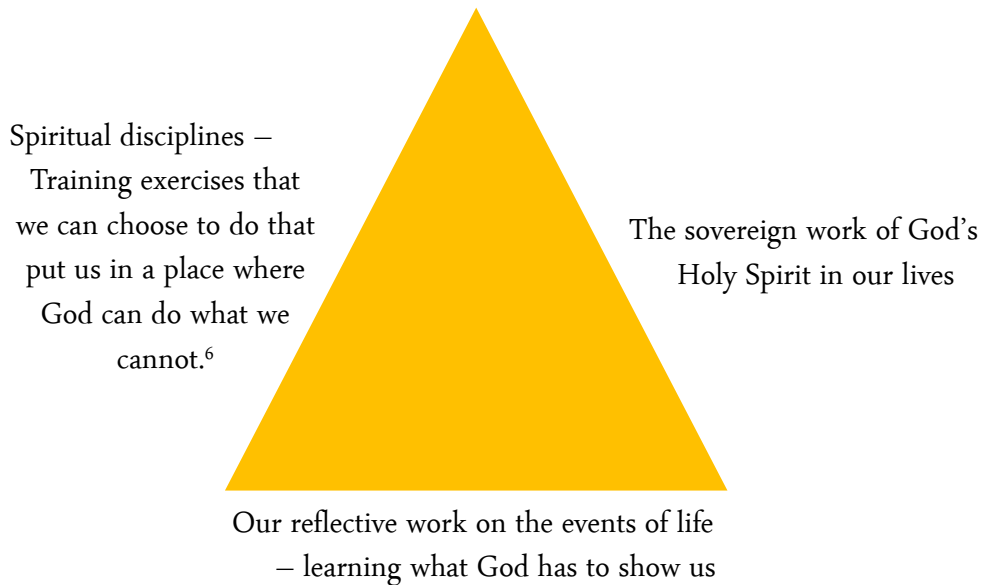 Spiritual disciplines –
Training exercises that
we can choose to do that
put us in a place where
God can do what we
cannot.⁶
The sovereign work of God’s
Holy Spirit in our lives
Our reflective work on the events of life
– learning what God has to show us